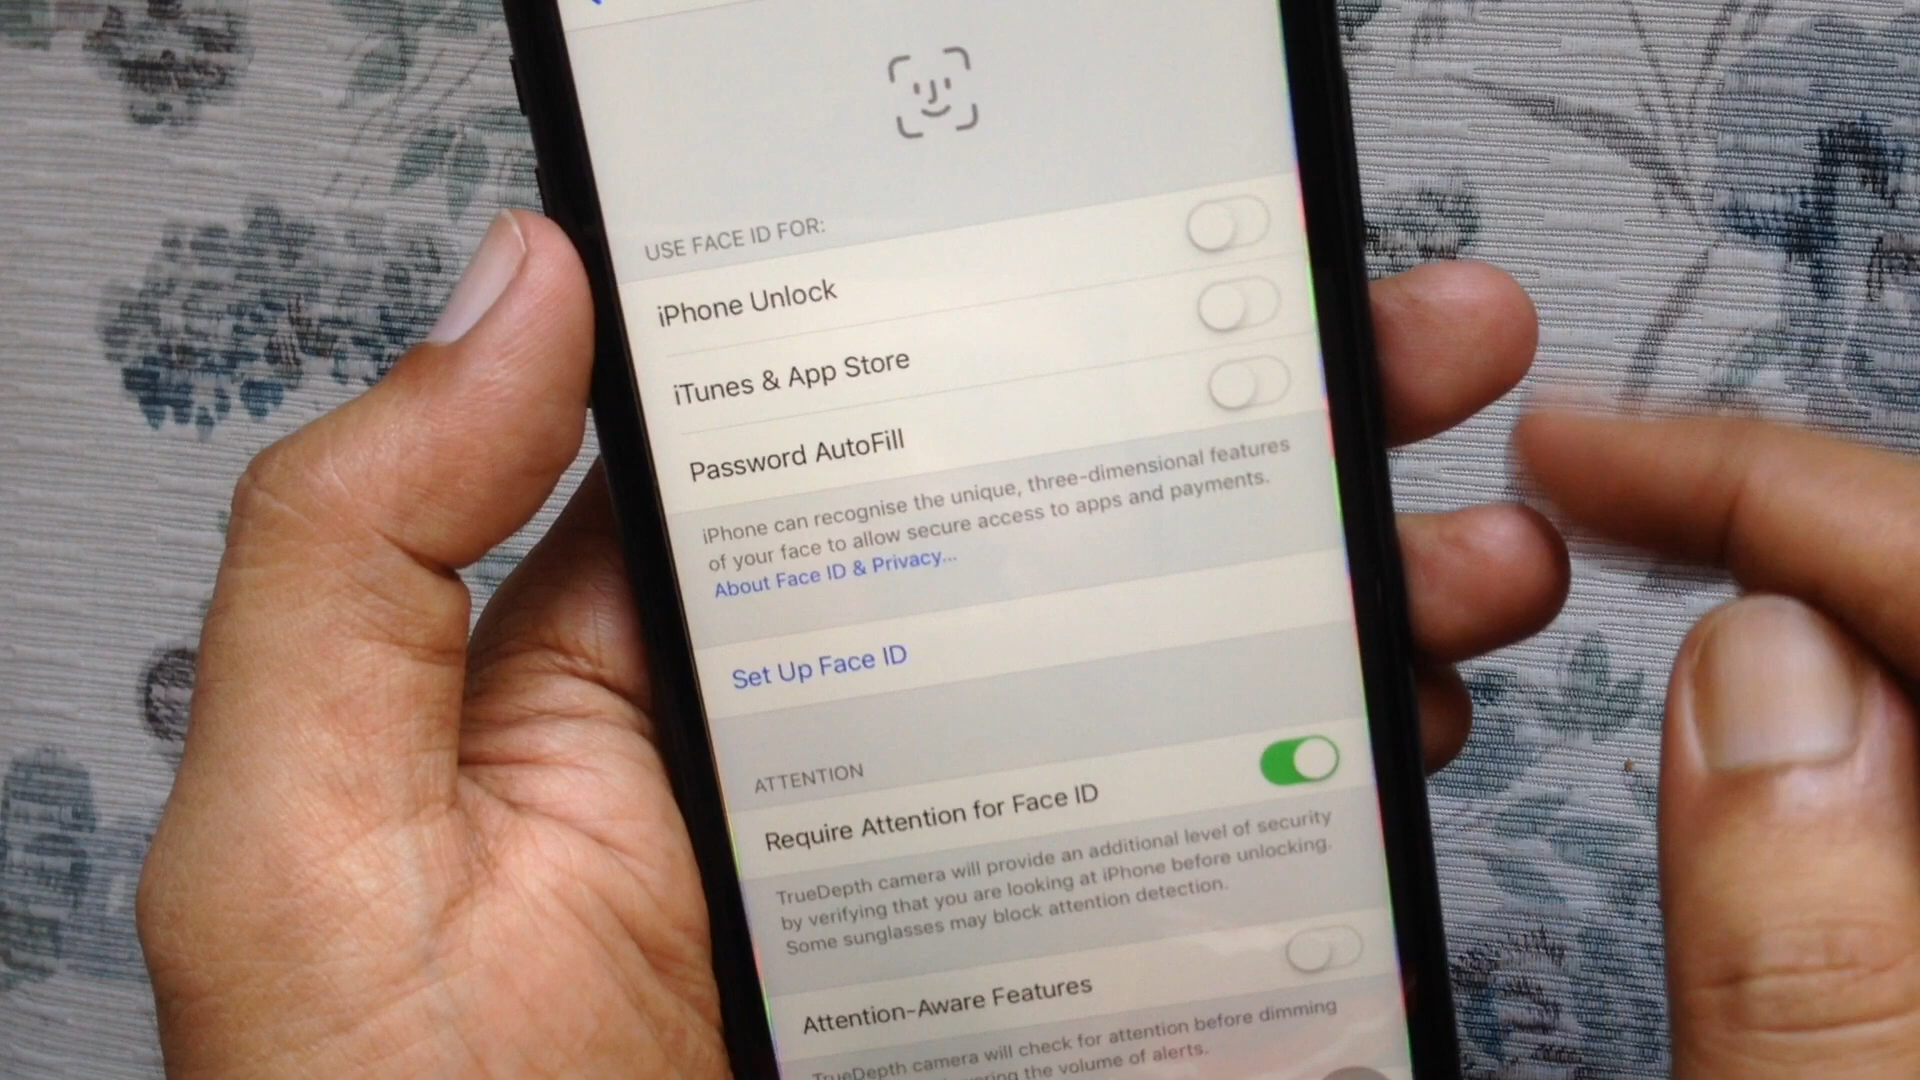 USE FACE ID FOR:
iPhone Unlock
iTunes & App Store
Password AutoFill
iPhone can recognise the unique, three-dimensional features
of your face to allow secure access to apps and payments.
About Face ID & Privacy...
Set Up Face ID
ATTENTION
Require Attention for Face ID
TrueDepth camera will provide an additional level of security
by verifying that you are looking at iPhone before unlocking.
Some sunglasses may block attention detection.
Attention-Aware Features
TrueDepth camera will check for attention before dimming
the volume of alerts.